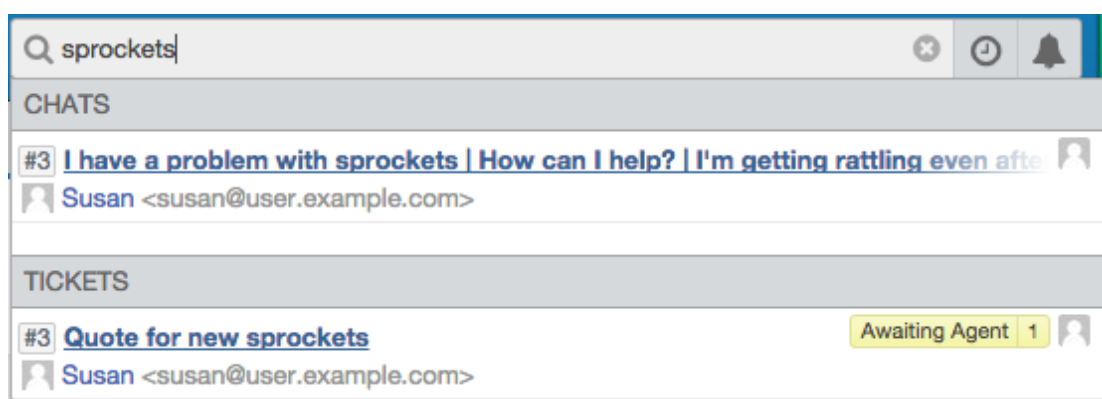 sprockets
CHATS
#3 I have a problem with sprockets | How can I help? | I'm getting rattling even afte
Susan <susan@user.example.com>
TICKETS
#3 Quote for new sprockets Awaiting Agent 1
Susan <susan@user.example.com>